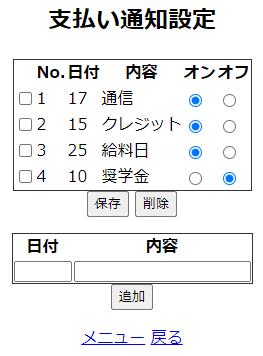 支払い通知設定
No. 日付 内容 オン オフ
1 17 通信
2 15 クレジット
3 25 給料日
4 10 奨学金
保存 削除
日付 内容
追加
メニュー 戻る